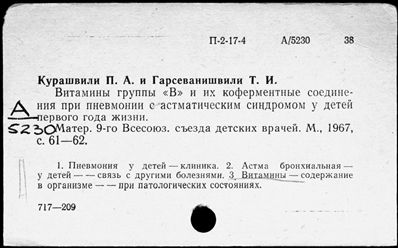 П-2-17-4 А/5230 38
Курашвили П. А. и Гарсеванишвили Т. И.
Витамины группы «В» и их коферментные соедине-
ния при пневмонии с астматическим синдромом у детей
А первого года жизни.
5230 Матер. 9-го Всесоюз. съезда детских врачей. М., 1967,
с. 61—62.
1. Пневмония у детей — клиника. 2. Астма бронхиальная —
у детей — — связь с другими болезнями. 3. Витамины — содержание
в организме — — при патологических состояниях.
717—209